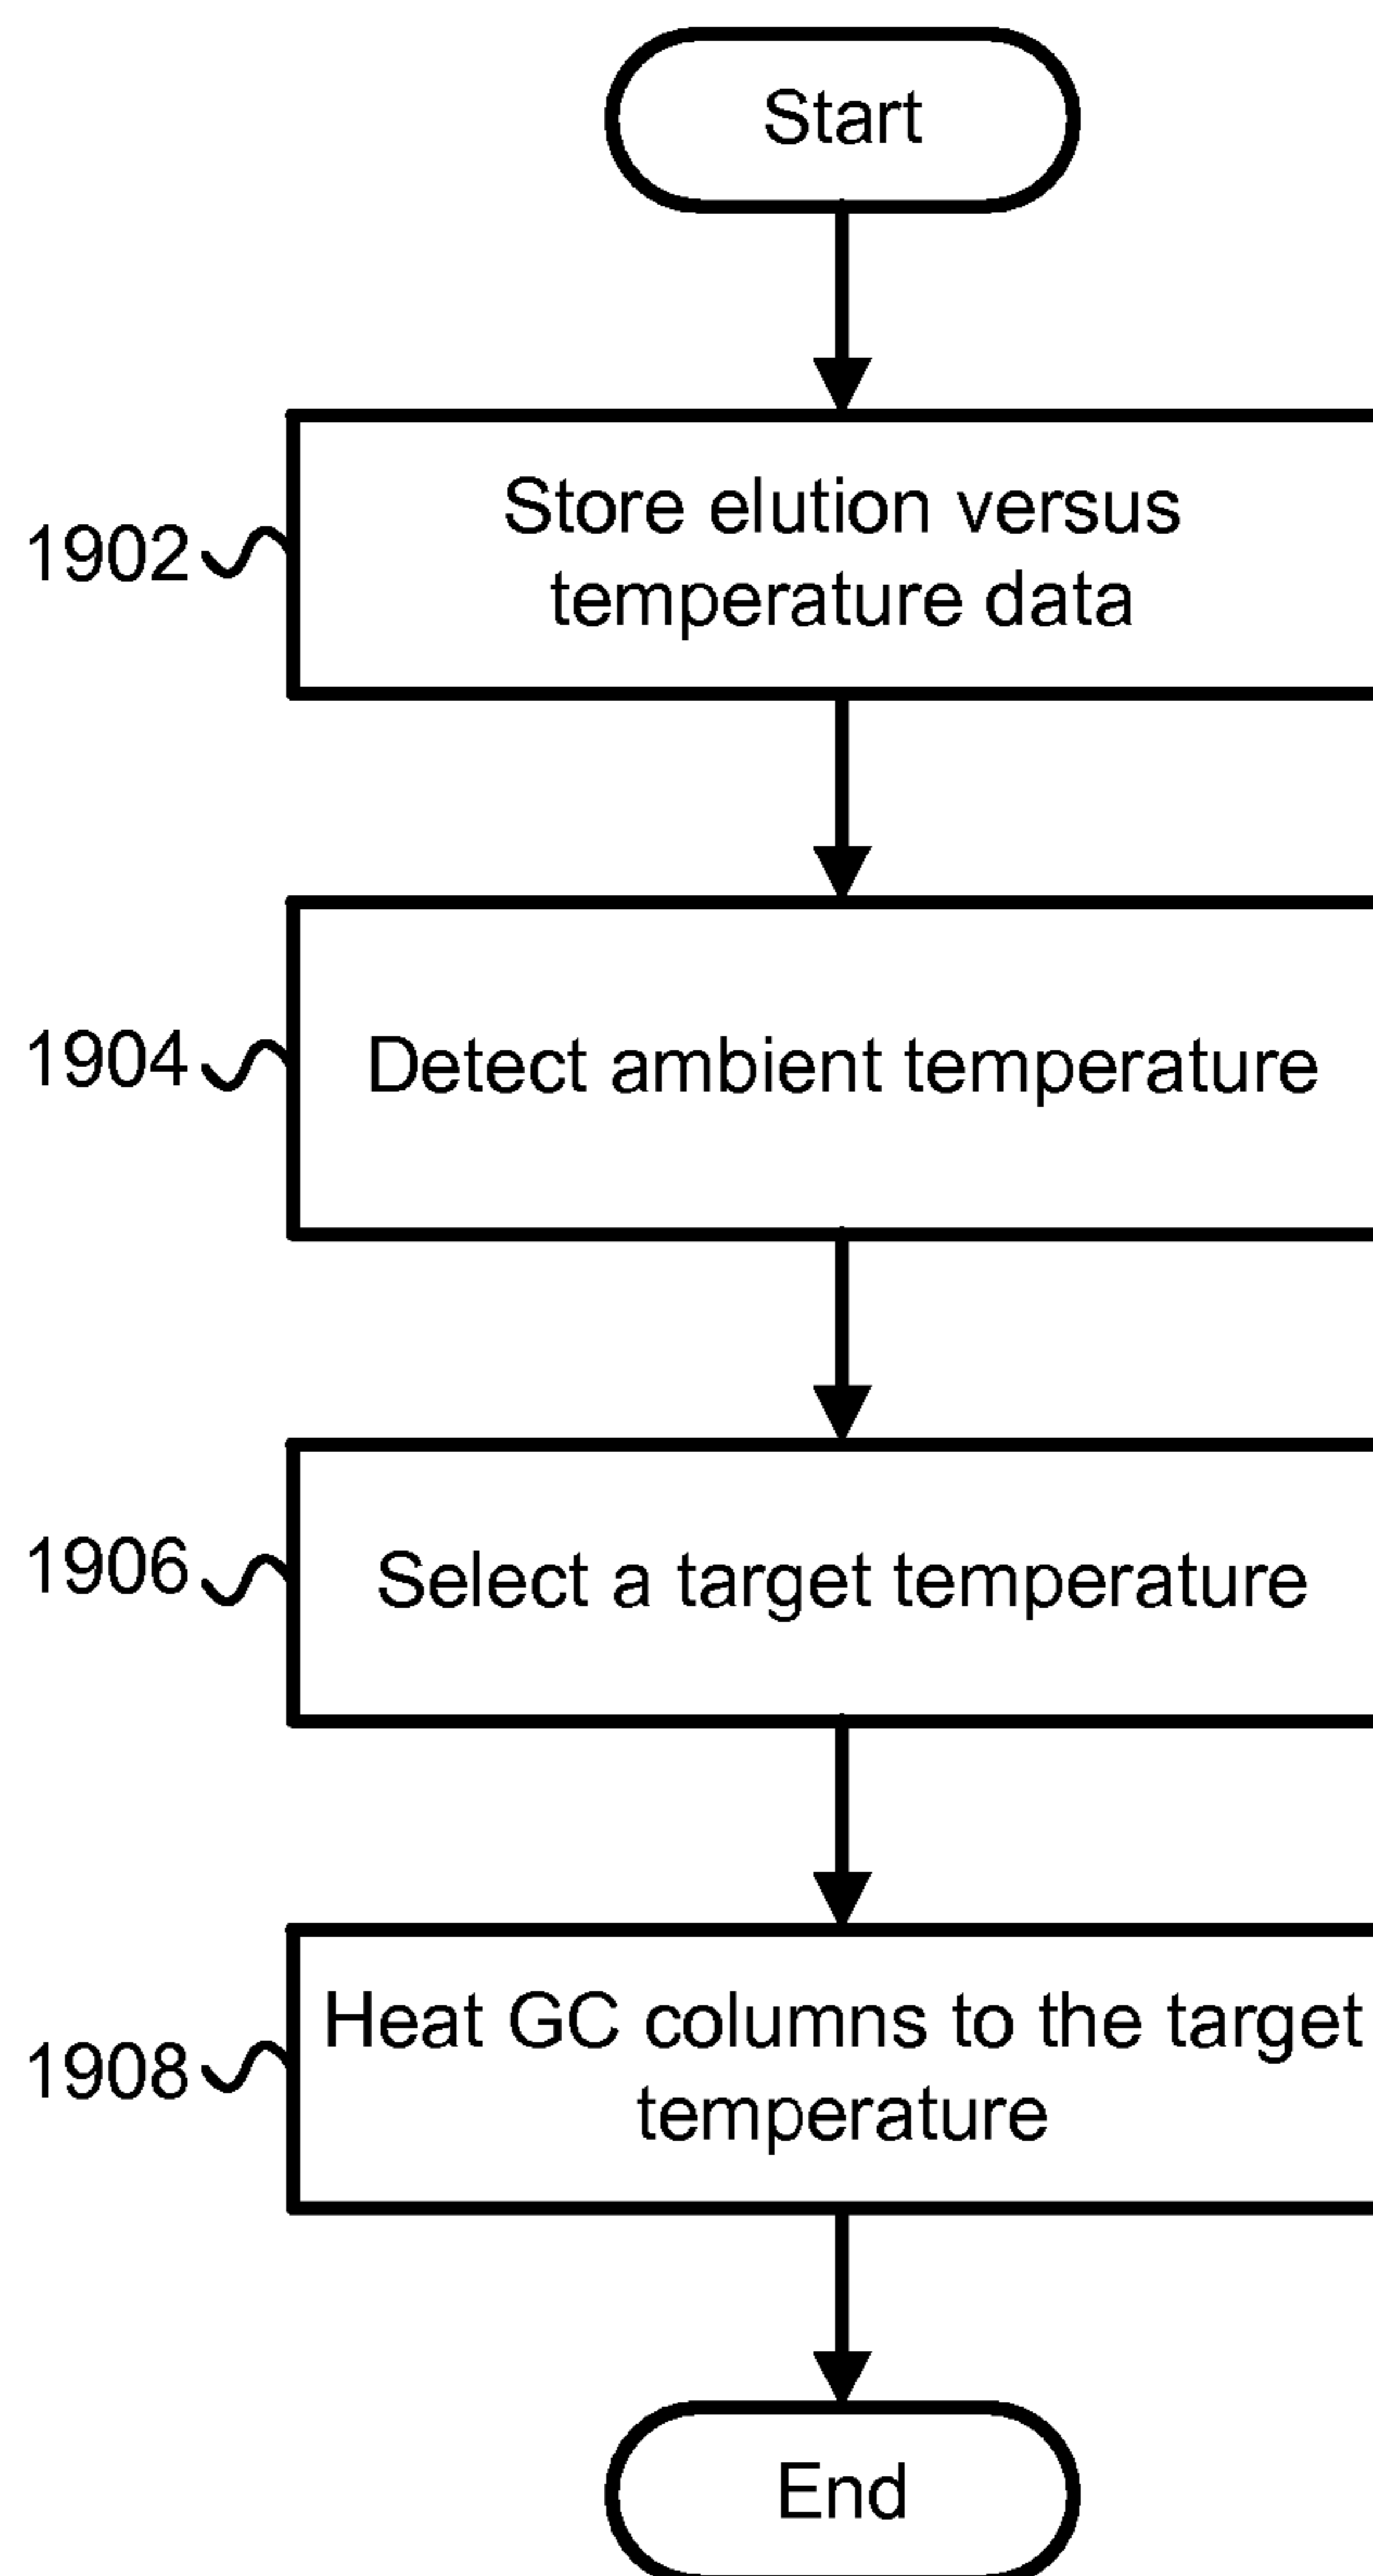 Start
1902
Store elution versus
temperature data
1904
Detect ambient temperature
1906
Select a target temperature
1908
Heat GC columns to the target
temperature
End